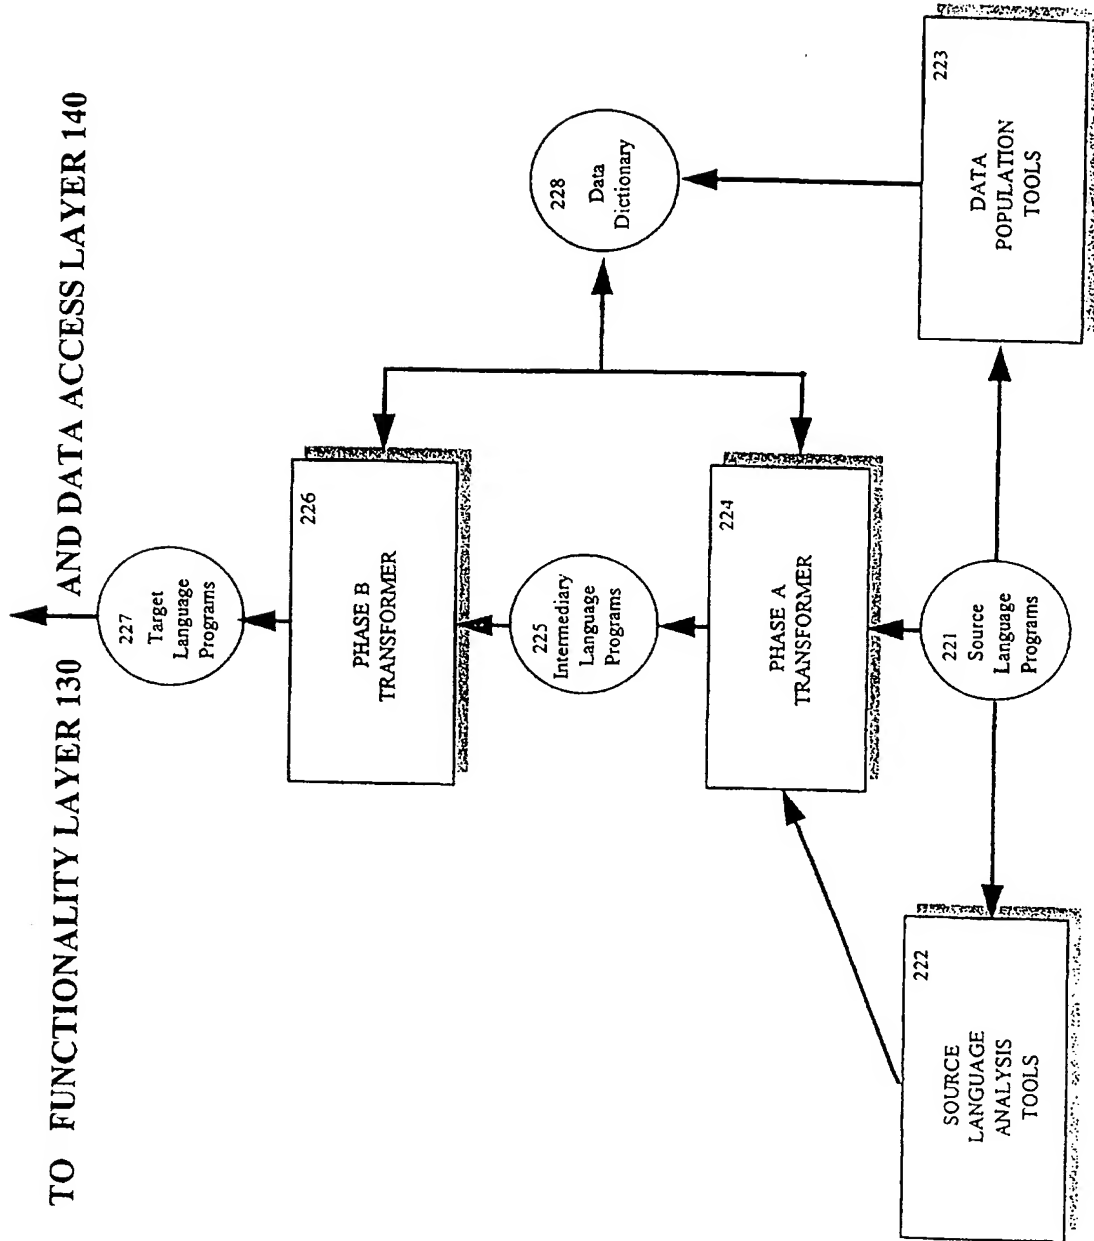 TO FUNCTIONALITY LAYER 130 AND DATA ACCESS LAYER 140
227
Target
Language
Programs
226
PHASE B
TRANSFORMER
228
Data
Dictionary
225
Intermediary
Language
Programs
224
PHASE A
TRANSFORMER
222
SOURCE
LANGUAGE
ANALYSIS
TOOLS
221
Source
Language
Programs
223
DATA
POPULATION
TOOLS